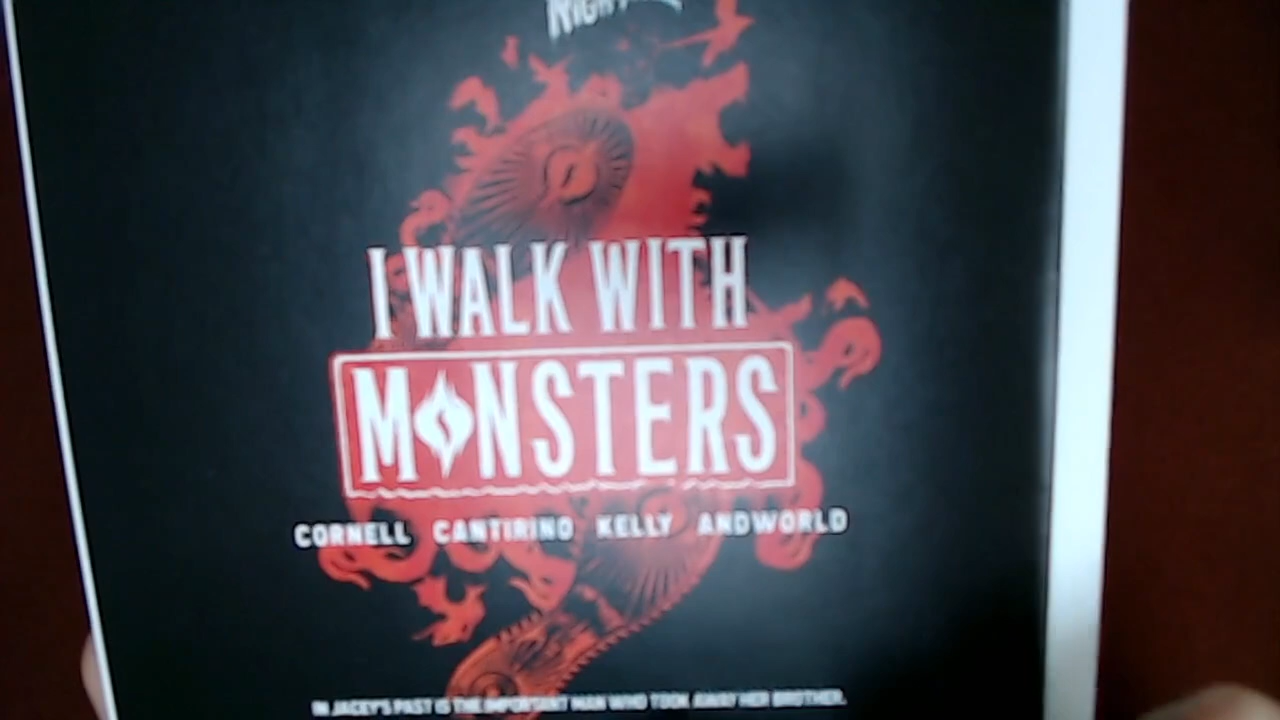 I WALK WITH
MONSTERS
CORNELL CANTIRINO KELLY ANDWORLD
IN JACEY'S PAST IS THE IMPORTANT MAN WHO TOOK AWAY HER BROTHER.